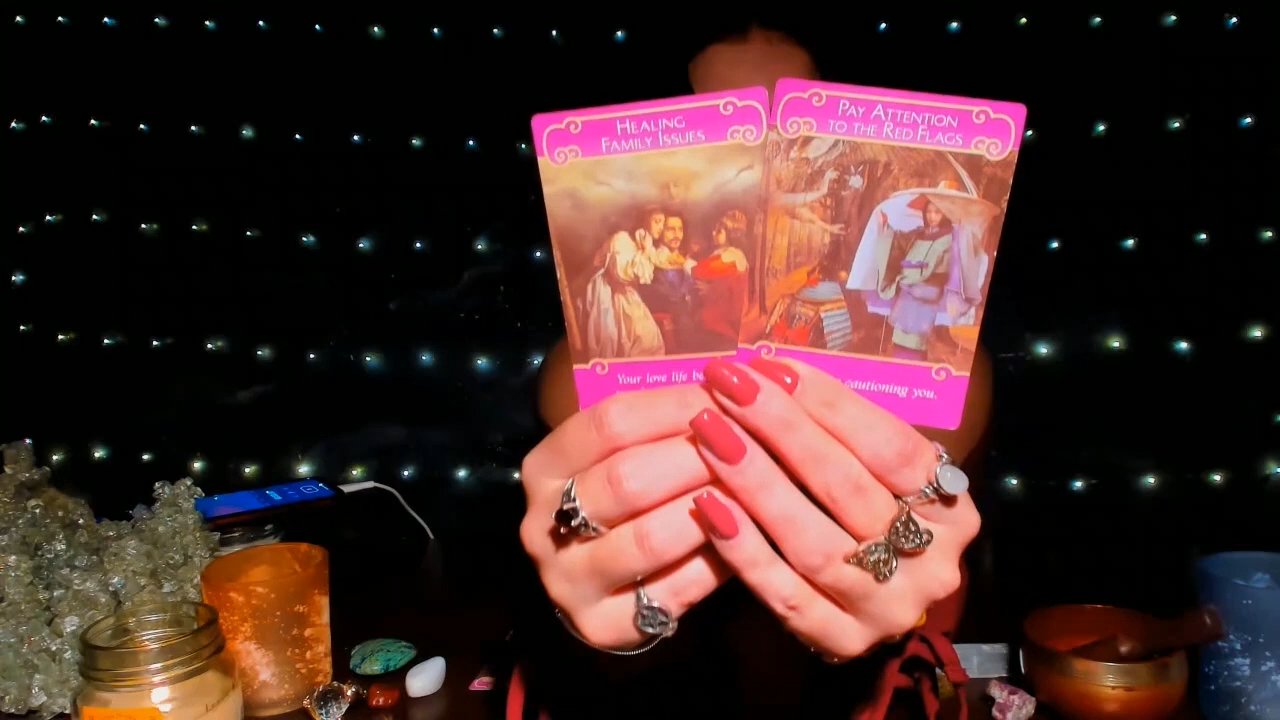 HEALING
FAMILY ISSUES
PAY ATTENTION
TO THE RED FLAGS
Your love life
cautioning you.